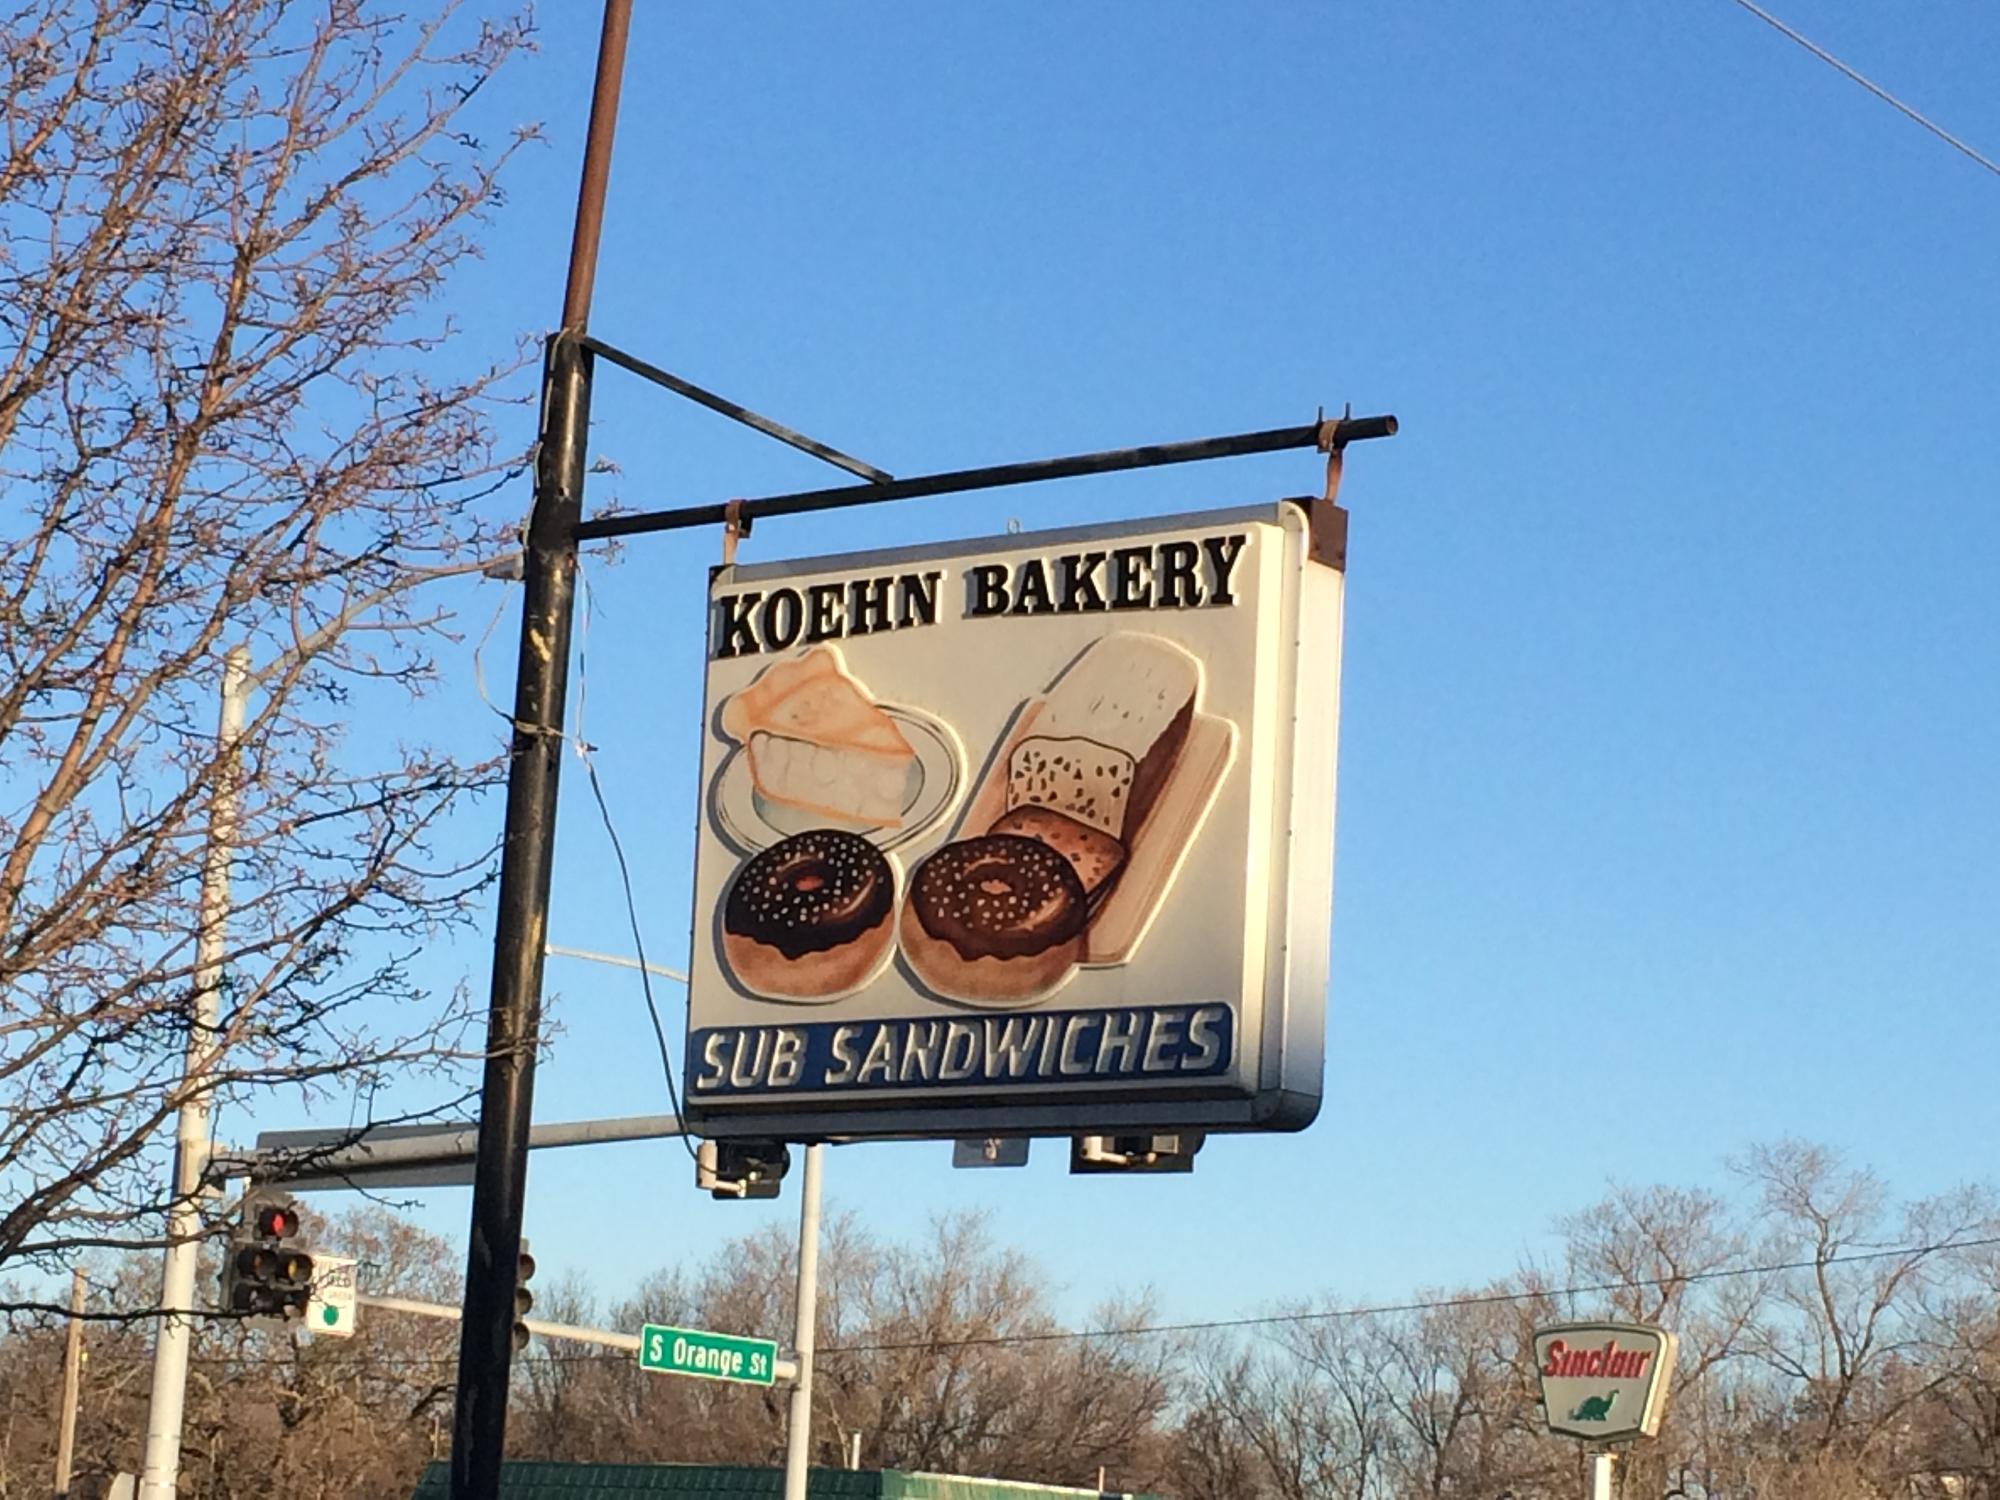 KOEHN BAKERY
SUB SANDWICHES
S Orange St
Sinclair